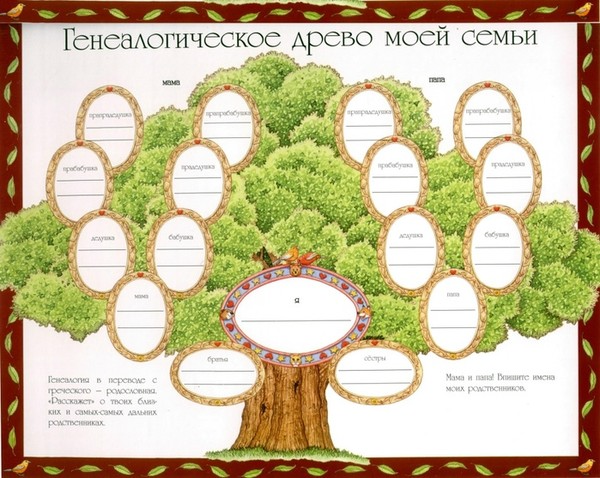 Генеалогическое древо моей семьи
мама
папа
прапрадедушка
прапрабабушка
прапрадедушка
прапрабабушка
прабабушка
прадедушка
прабабушка
прадедушка
дедушка
бабушка
дедушка
бабушка
мама
я
папа
братья
сёстры
Генеалогия в переводе с
греческого – родословная.
«Расскажет» о твоих близ-
ких и самых-самых дальних
родственниках.
Мама и папа! Впишите имена
моих родственников.